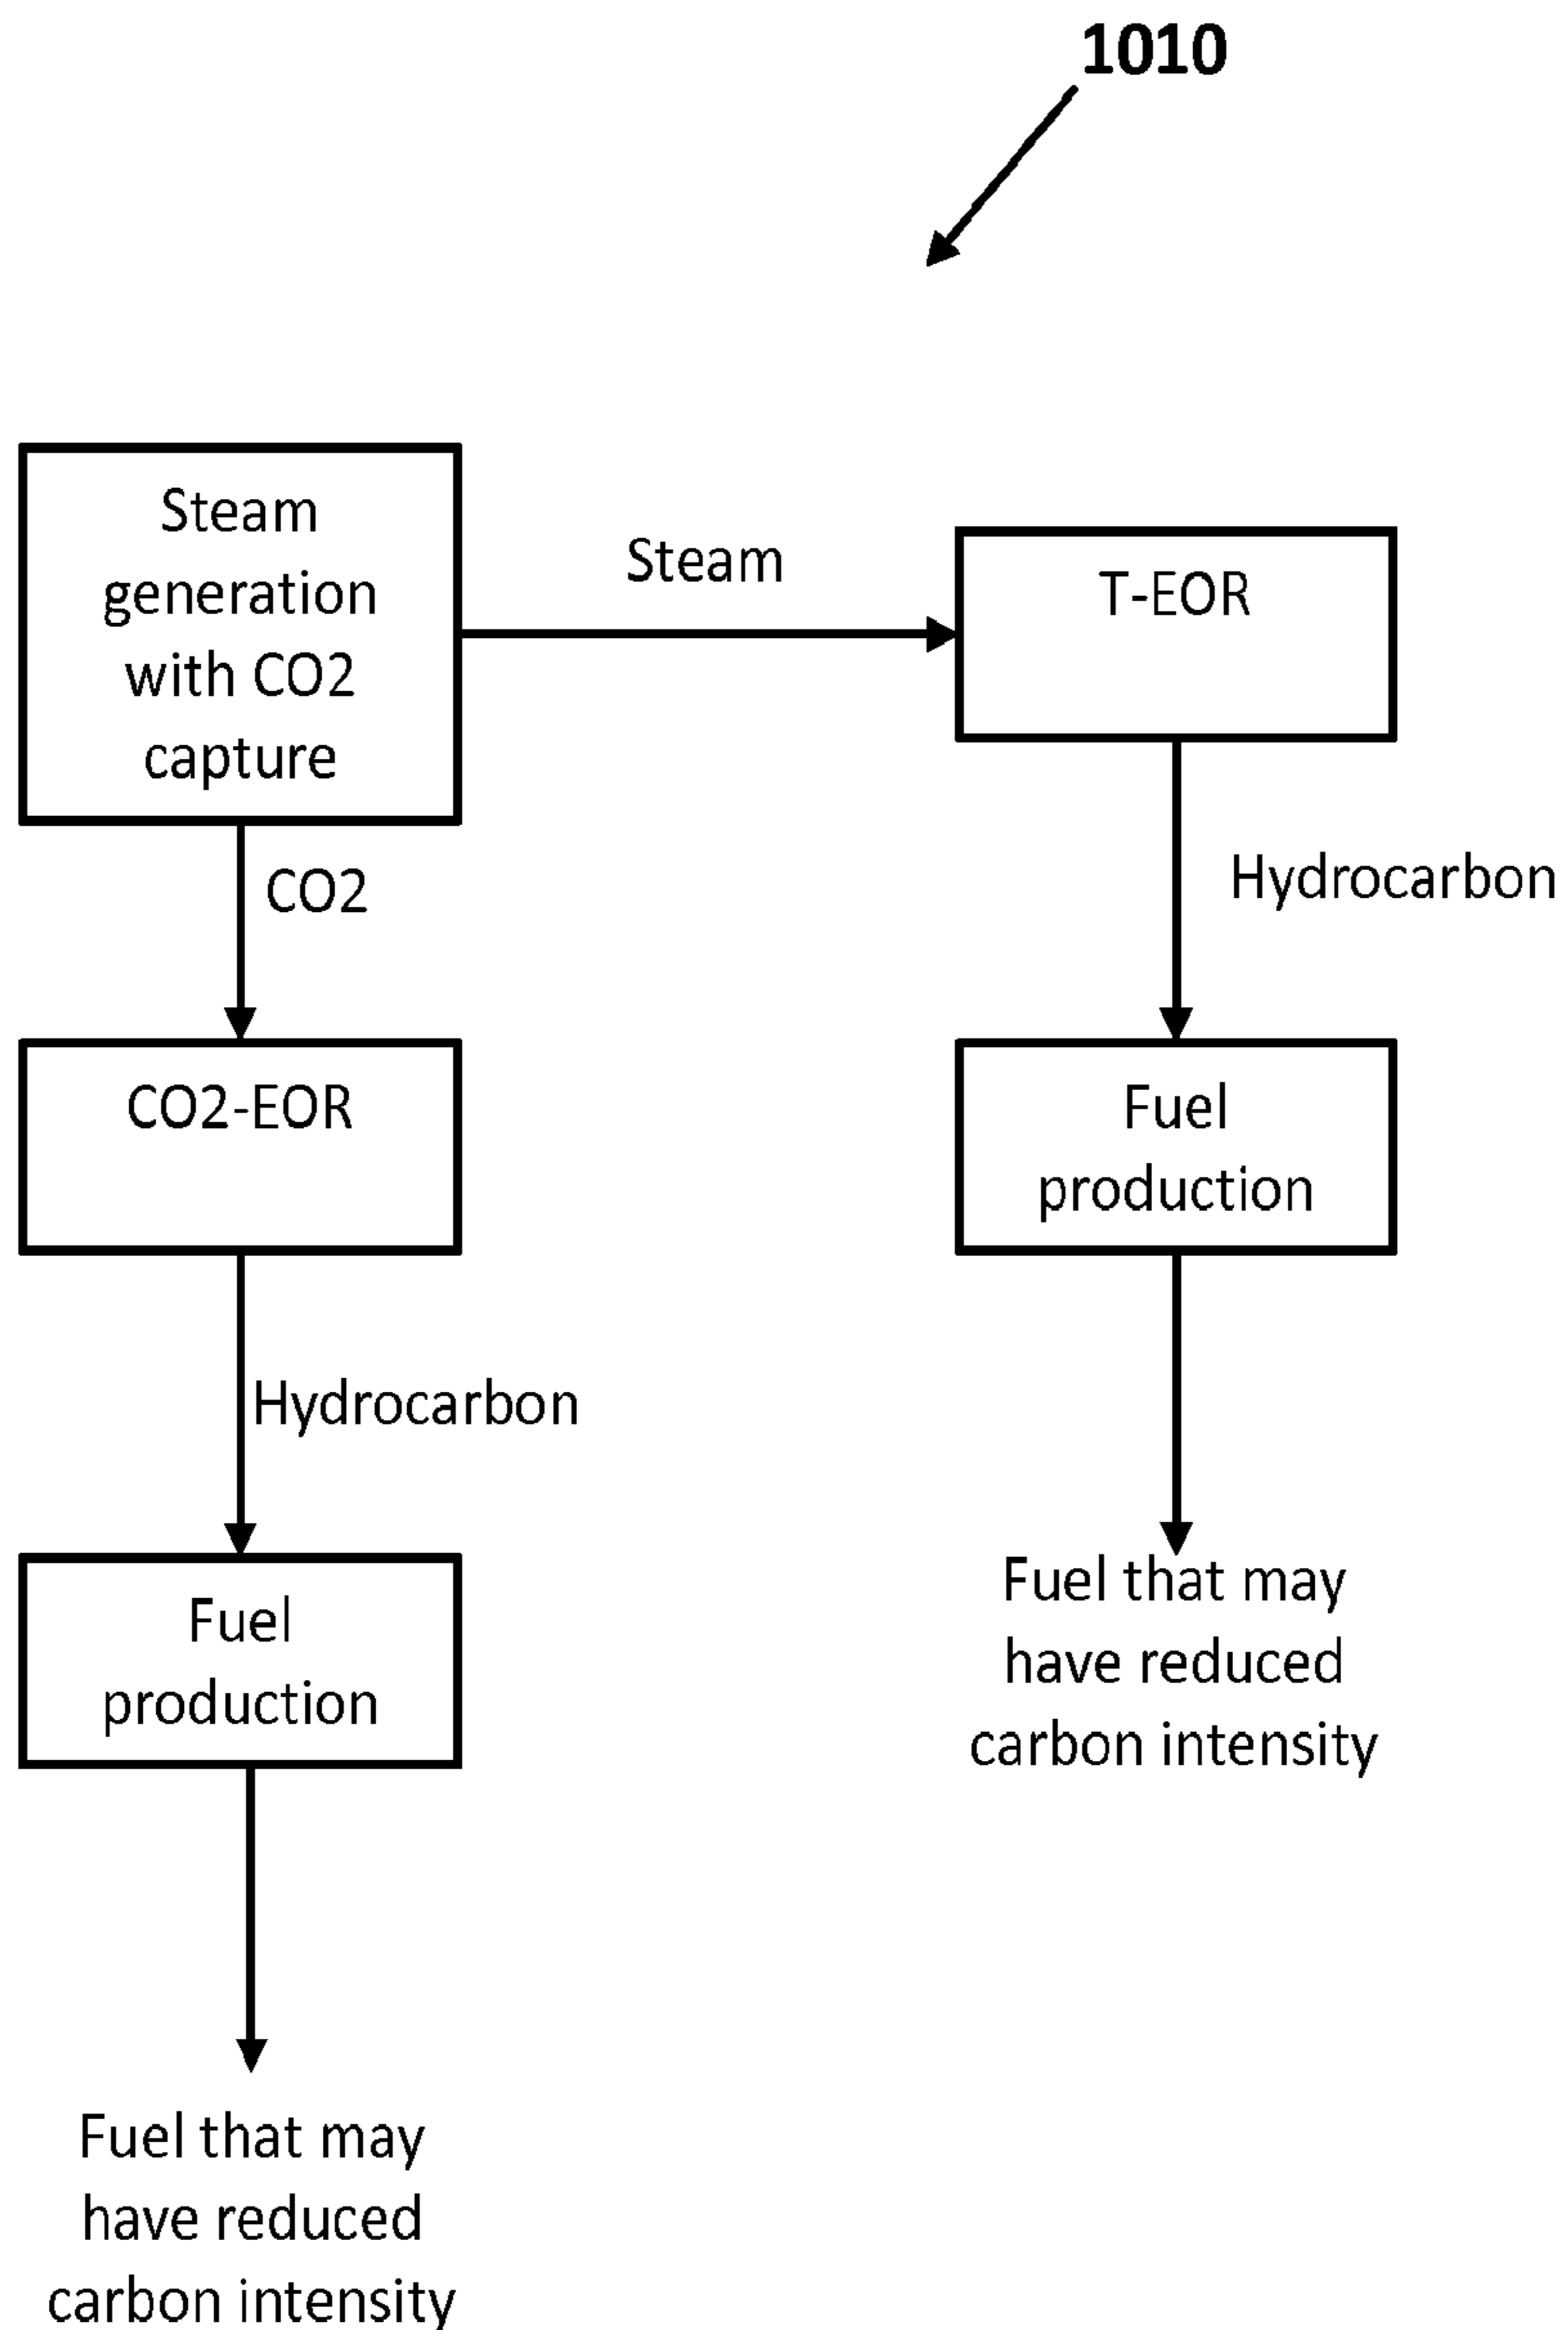 1010
Steam
generation
with CO2
capture
Steam
T-EOR
CO2
Hydrocarbon
CO2-EOR
Fuel
production
Hydrocarbon
Fuel
production
Fuel that may
have reduced
carbon intensity
Fuel that may
have reduced
carbon intensity